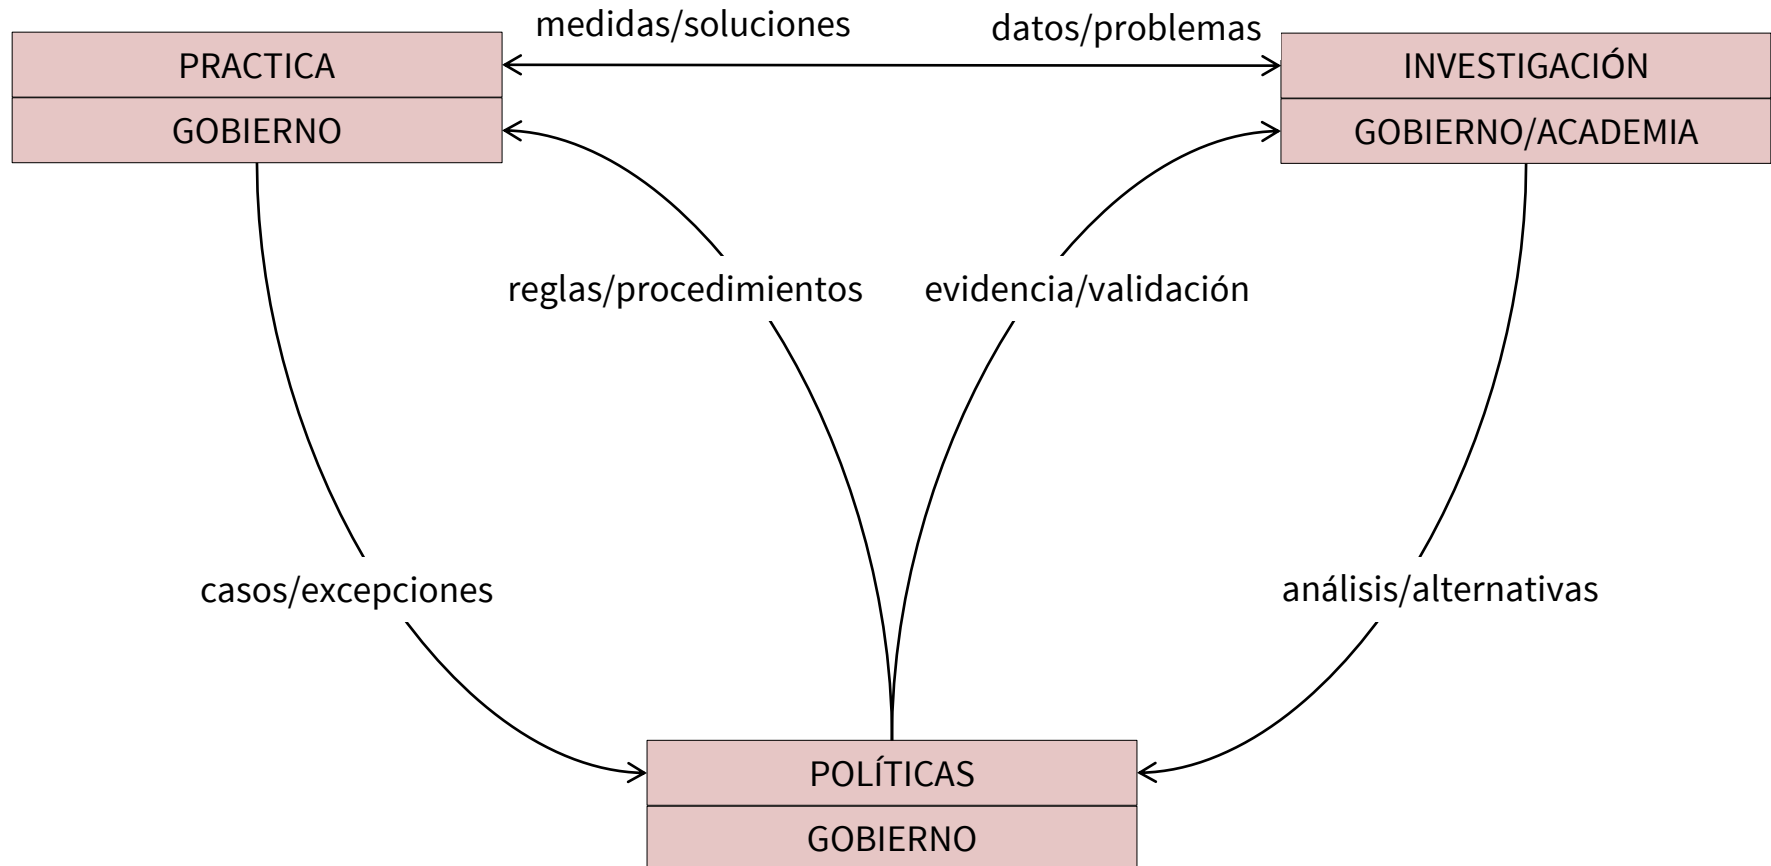 medidas/soluciones
datos/problemas
PRACTICA
GOBIERNO
INVESTIGACIÓN
GOBIERNO/ACADEMIA
reglas/procedimientos
evidencia/validación
casos/excepciones
análisis/alternativas
POLÍTICAS
GOBIERNO